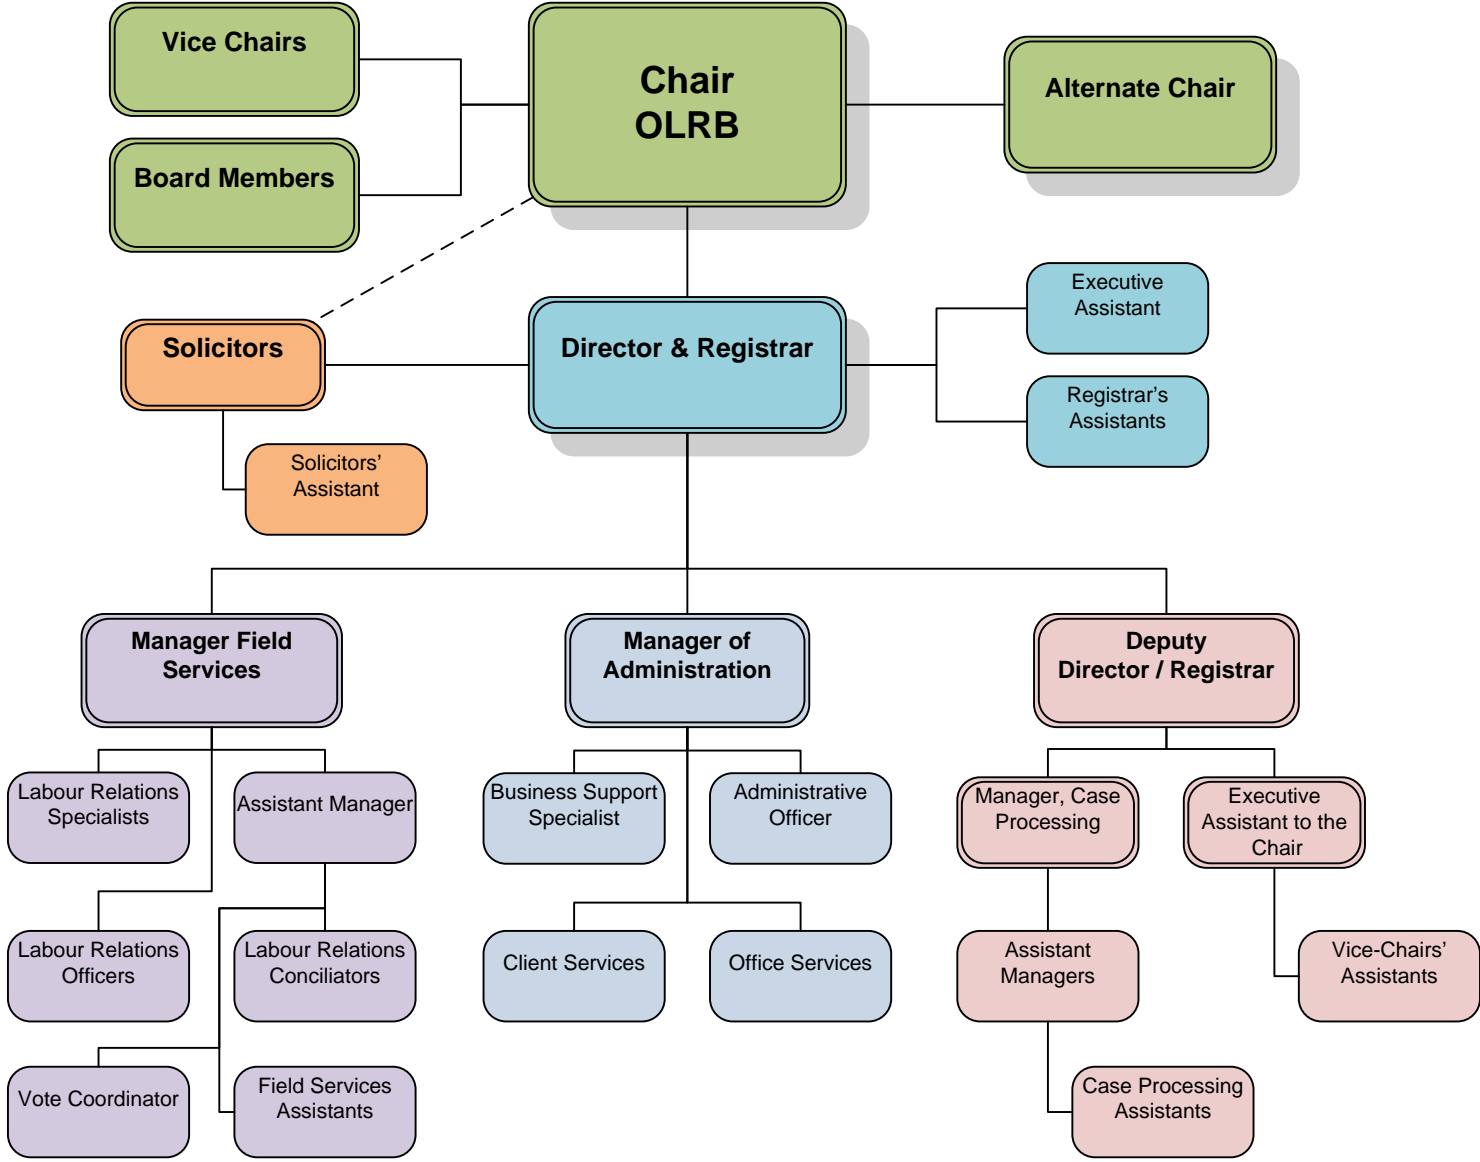 Vice Chairs
Chair
OLRB
Alternate Chair
Board Members
Executive
Assistant
Solicitors
Director & Registrar
Registrar’s
Assistants
Solicitors’
Assistant
Manager Field
Services
Manager of
Administration
Deputy
Director / Registrar
Labour Relations
Specialists
Assistant Manager
Business Support
Specialist
Administrative
Officer
Manager, Case
Processing
Executive
Assistant to the
Chair
Labour Relations
Officers
Labour Relations
Conciliators
Client Services
Office Services
Assistant
Managers
Vice-Chairs’
Assistants
Vote Coordinator
Field Services
Assistants
Case Processing
Assistants